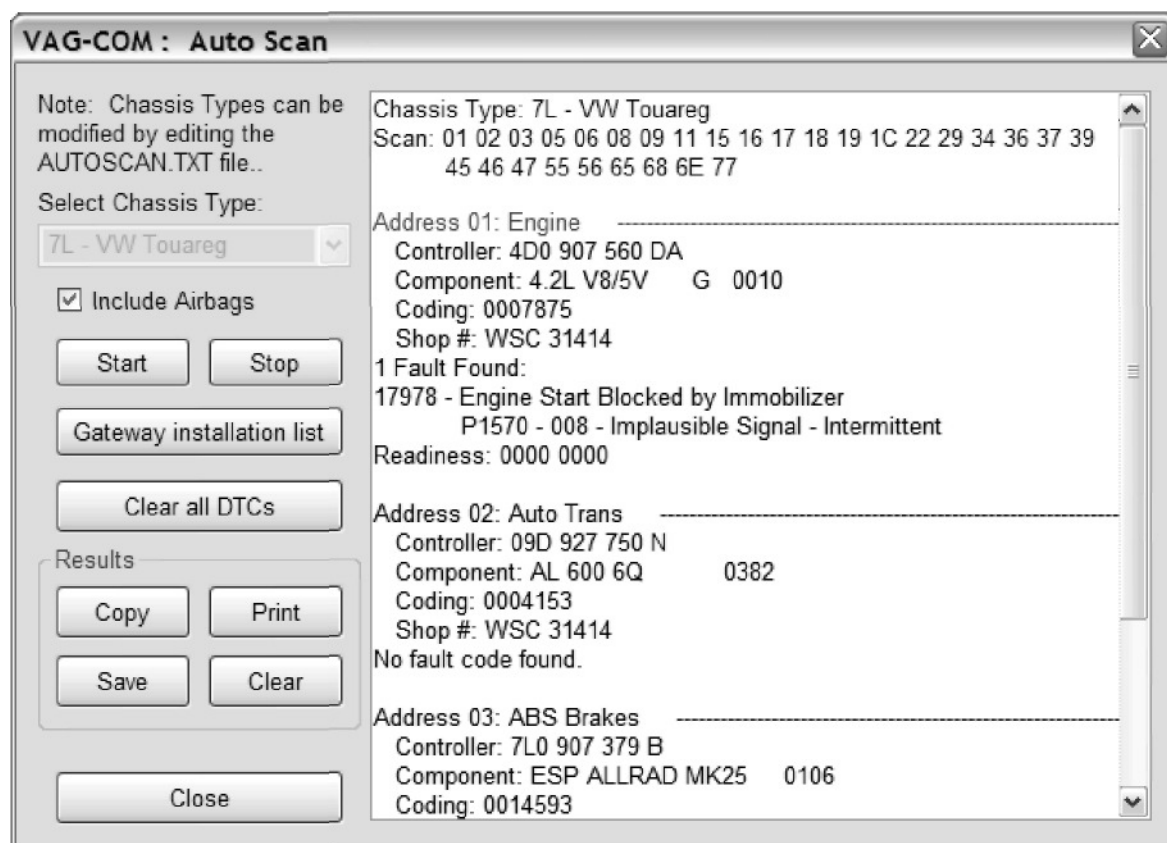 VAG-COM : Auto Scan
Note: Chassis Types can be
modified by editing the
AUTOSCAN.TXT file..
Select Chassis Type:
7L - VW Touareg
Include Airbags
Start
Stop
Gateway installation list
Clear all DTCs
Results
Copy
Print
Save
Clear
Close
Chassis Type: 7L - VW Touareg
Scan: 01 02 03 05 06 08 09 11 15 16 17 18 19 1C 22 29 34 36 37 39
45 46 47 55 56 65 68 6E 77
Address 01: Engine ----------------------------------------
Controller: 4D0 907 560 DA
Component: 4.2L V8/5V G 0010
Coding: 0007875
Shop #: WSC 31414
1 Fault Found:
17978 - Engine Start Blocked by Immobilizer
P1570 - 008 - Implausible Signal - Intermittent
Readiness: 0000 0000
Address 02: Auto Trans ----------------------------------------
Controller: 09D 927 750 N
Component: AL 600 6Q 0382
Coding: 0004153
Shop #: WSC 31414
No fault code found.
Address 03: ABS Brakes ----------------------------------------
Controller: 7L0 907 379 B
Component: ESP ALLRAD MK25 0106
Coding: 0014593